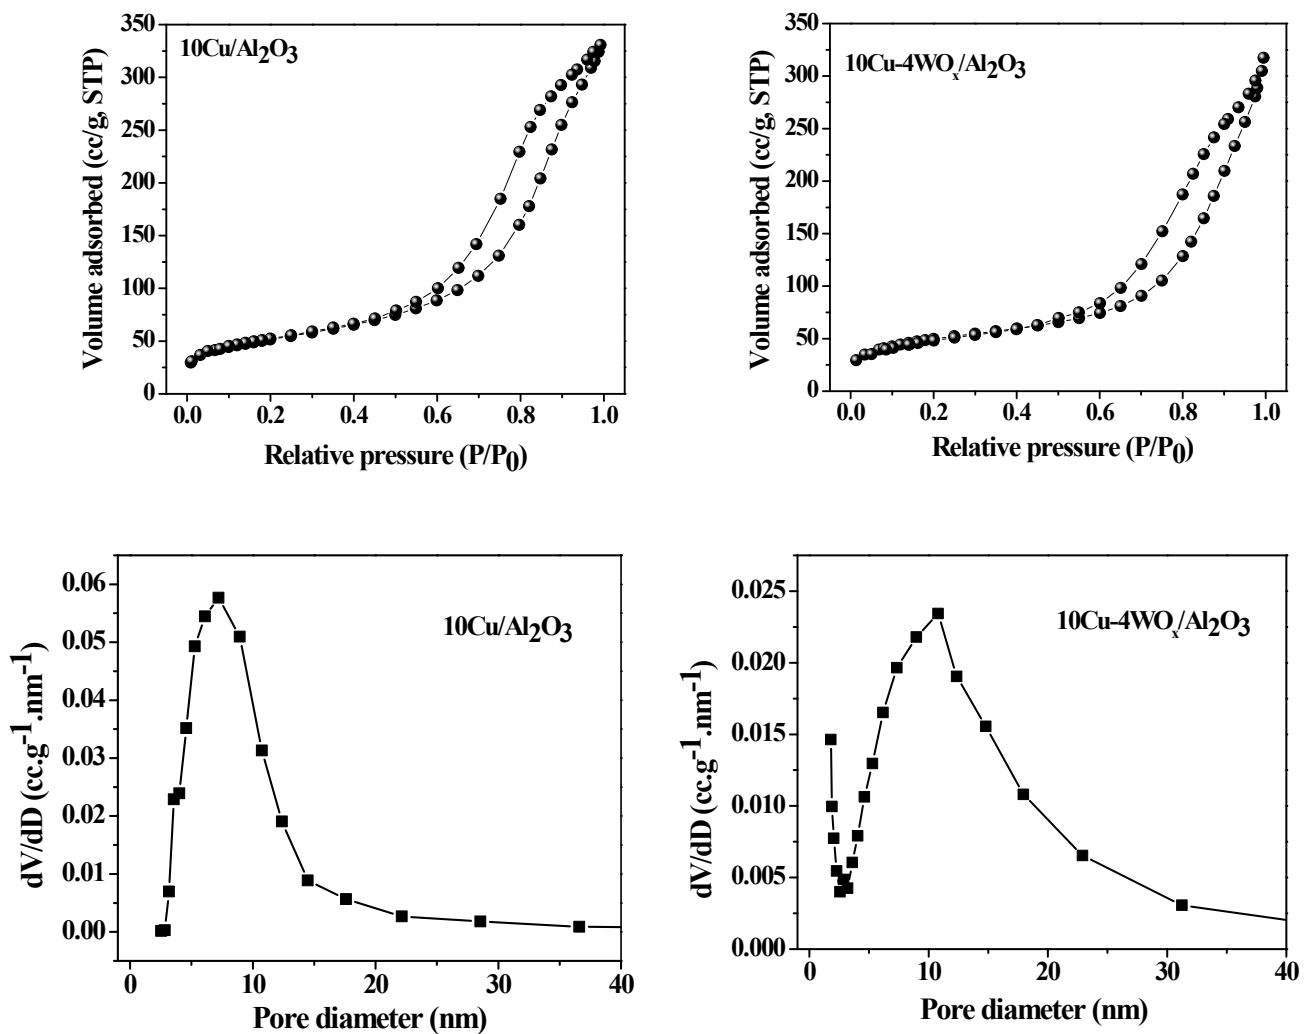 350
300
250
200
150
100
50
0
Volume adsorbed (cc/g, STP)
10Cu/Al2O3
0.0 0.2 0.4 0.6 0.8 1.0
Relative pressure (P/P0)
350
300
250
200
150
100
50
0
Volume adsorbed (cc/g, STP)
10Cu-4WOx/Al2O3
0.0 0.2 0.4 0.6 0.8 1.0
Relative pressure (P/P0)
0.06
0.05
0.04
0.03
0.02
0.01
0.00
dV/dD (cc.g-1.nm-1)
10Cu/Al2O3
0 10 20 30 40
Pore diameter (nm)
0.025
0.020
0.015
0.010
0.005
0.000
dV/dD (cc.g-1.nm-1)
10Cu-4WOx/Al2O3
0 10 20 30 40
Pore diameter (nm)